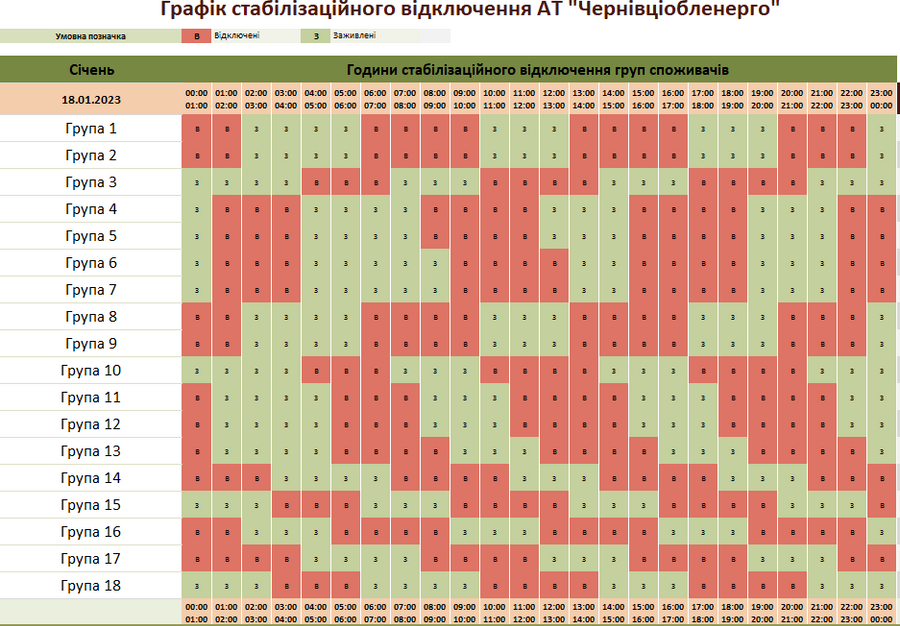 Графік стабілізаційного відключення АТ "Чернівціобленерго"
Умовна позначка В Відключені З Заживлені
Січень Години стабілізаційного відключення груп споживачів
18.01.2023 00:00 01:00 02:00 03:00 04:00 05:00 06:00 07:00 08:00 09:00 10:00 11:00 12:00 13:00 14:00 15:00 16:00 17:00 18:00 19:00 20:00 21:00 22:00 23:00
01:00 02:00 03:00 04:00 05:00 06:00 07:00 08:00 09:00 10:00 11:00 12:00 13:00 14:00 15:00 16:00 17:00 18:00 19:00 20:00 21:00 22:00 23:00 00:00
Група 1 В В З З З З В В В В З З З В В В В З З З В В В З
Група 2 В В З З З З В В В В З З З В В В В З З З В В В З
Група 3 З З З З В В В З З З В В В В З З З В В В В З З З
Група 4 З В В В З З З З В В В В З З З В В В В З З З В В
Група 5 З В В В З З З З В В В В З З З В В В В З З З В В
Група 6 З В В В З З З З З В В В В З З В В В В З З З В В
Група 7 З В В В З З З З З В В В В З З В В В В З З З В В
Група 8 В В З З З З В В В В З З З В В В В З З З В В В З
Група 9 В В З З З З В В В В З З З В В В В З З З В В В З
Група 10 З З З З В В В З З З В В В В З З З В В В В З З З
Група 11 В З З З З В В В З З З В В В В З З З В В В В З З
Група 12 В З З З З В В В З З З В В В В З З З В В В В З З
Група 13 В З З З З В В В В З З З В В В В З З З В В В В З
Група 14 В В В З З З З В В В В З З З В В В В З З З В В В
Група 15 З З З В В В З З З В В В В З З З В В В В З З З В
Група 16 В В З З З В В В В З З З В В В В З З З В В В В З
Група 17 В В В В З З З З В В В В З З З В В В В З З З В В
Група 18 З З З В В В З З З З В В В В З З З В В В В З З З
00:00 01:00 02:00 03:00 04:00 05:00 06:00 07:00 08:00 09:00 10:00 11:00 12:00 13:00 14:00 15:00 16:00 17:00 18:00 19:00 20:00 21:00 22:00 23:00
01:00 02:00 03:00 04:00 05:00 06:00 07:00 08:00 09:00 10:00 11:00 12:00 13:00 14:00 15:00 16:00 17:00 18:00 19:00 20:00 21:00 22:00 23:00 00:00